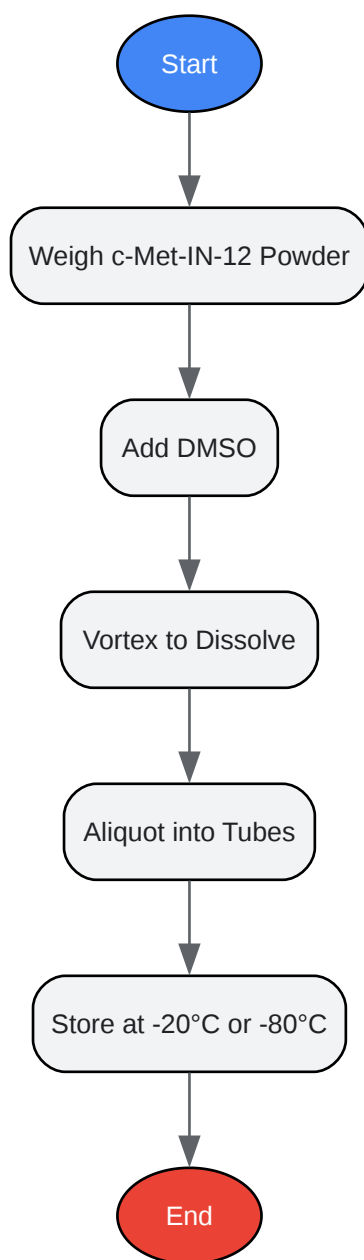 Start
Weigh c-Met-IN-12 Powder
Add DMSO
Vortex to Dissolve
Aliquot into Tubes
Store at -20°C or -80°C
End